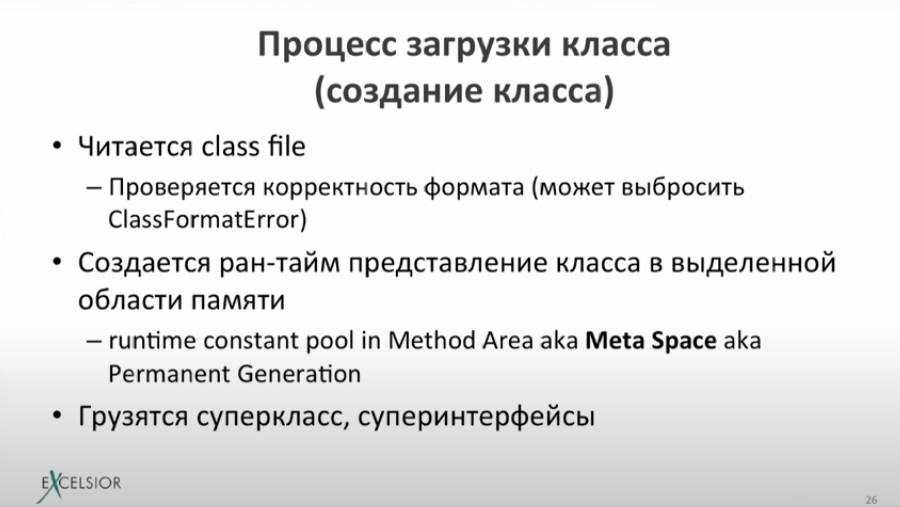 Процесс загрузки класса
(создание класса)
• Читается class file
– Проверяется корректность формата (может выбросить
ClassFormatError)
• Создается ран-тайм представление класса в выделенной
области памяти
– runtime constant pool in Method Area aka Meta Space aka
Permanent Generation
• Грузятся суперкласс, суперинтерфейсы
EXCELSIOR
26